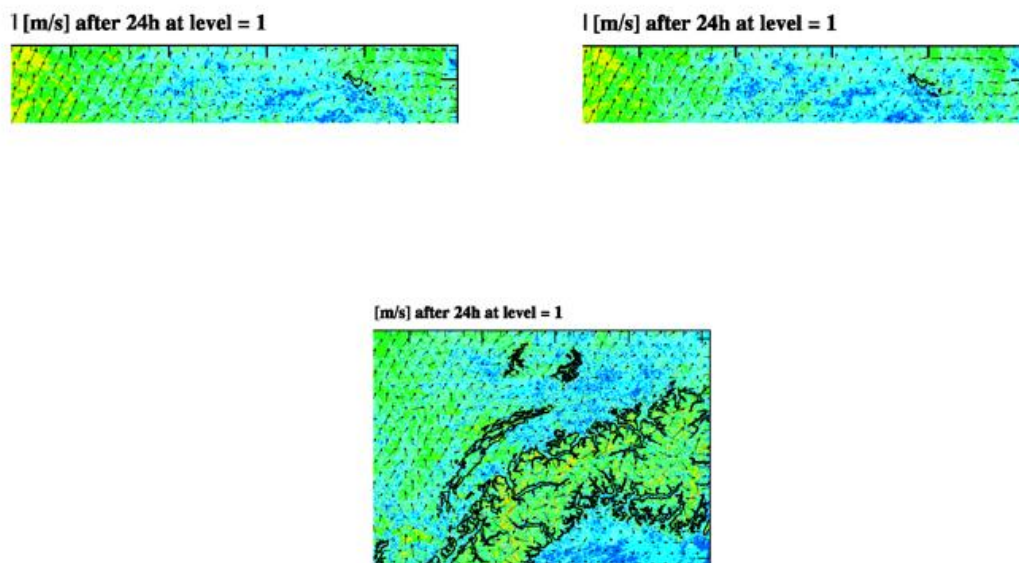 [m/s] after 24h at level = 1
[m/s] after 24h at level = 1
[m/s] after 24h at level = 1